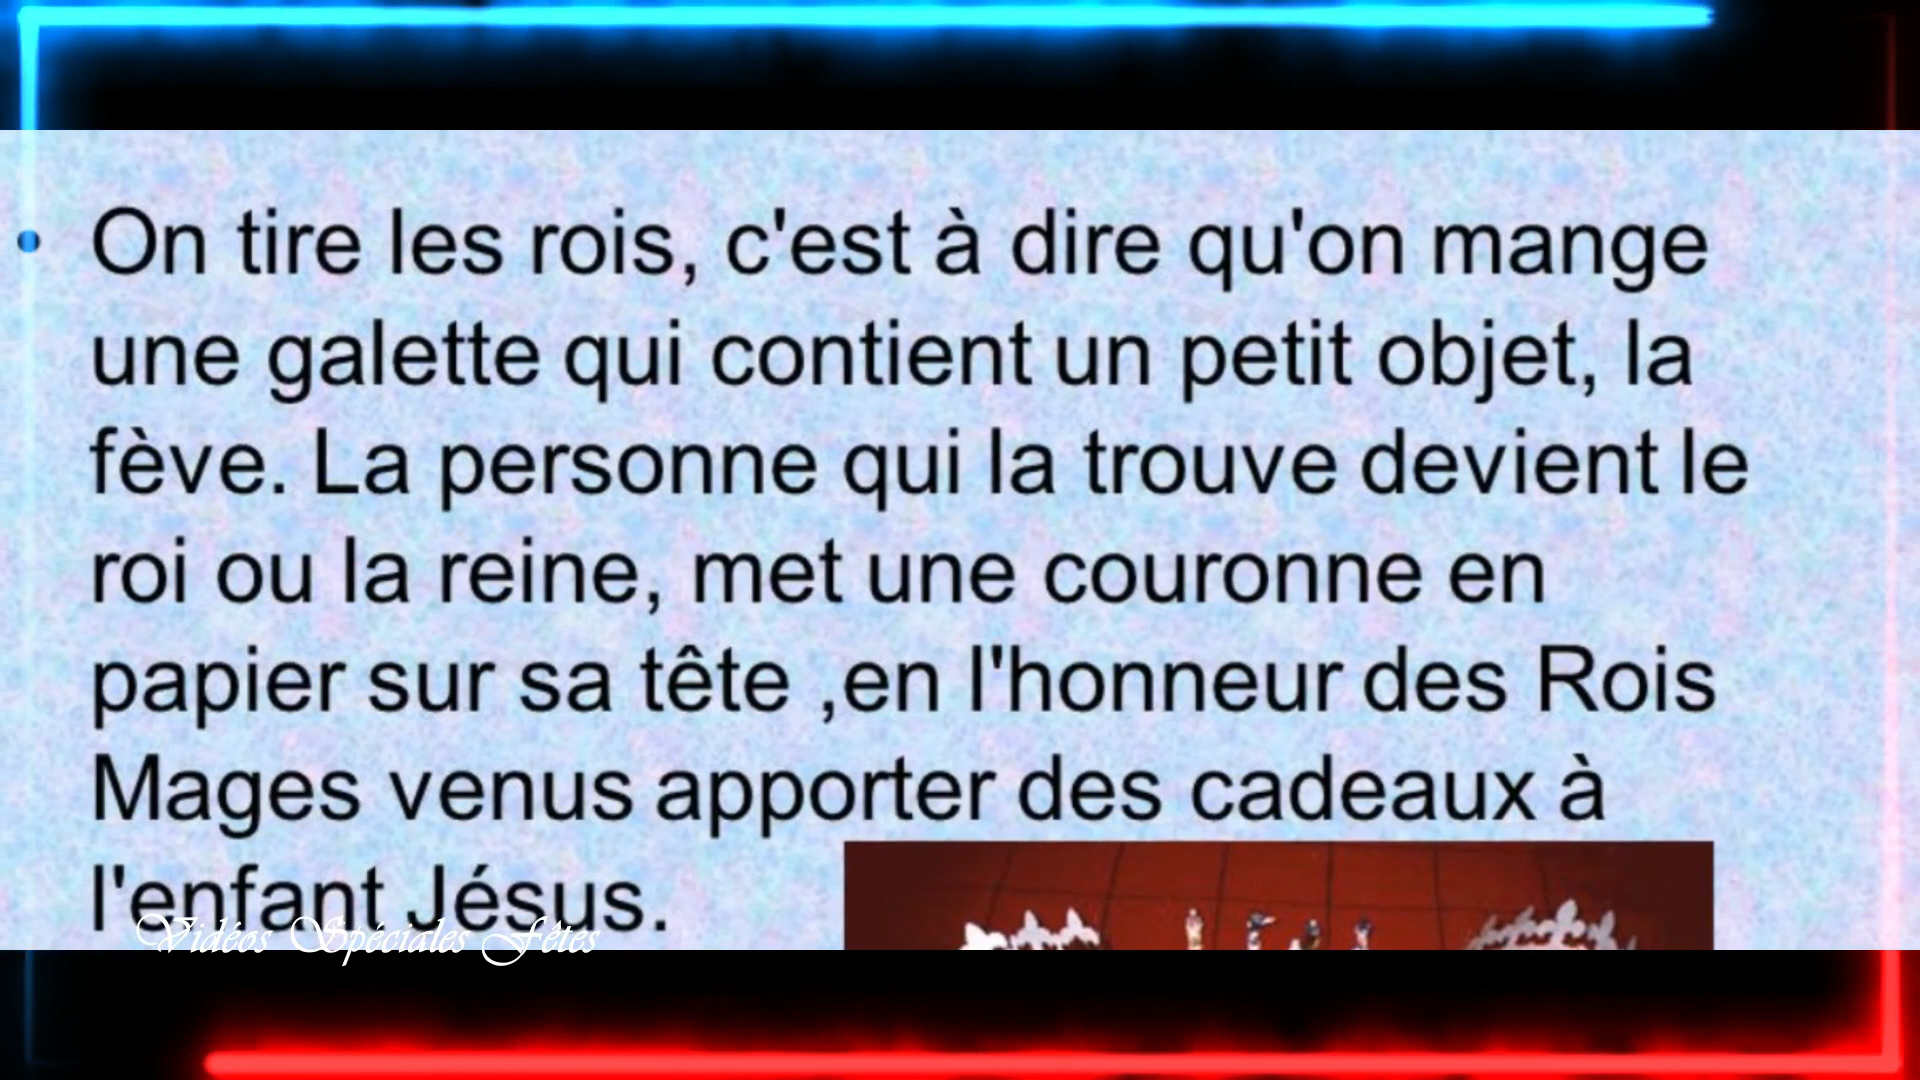 • On tire les rois, c'est à dire qu'on mange
une galette qui contient un petit objet, la
fève. La personne qui la trouve devient le
roi ou la reine, met une couronne en
papier sur sa tête ,en l'honneur des Rois
Mages venus apporter des cadeaux à
l'enfant Jésus.
Vidéos Spéciales Fêtes